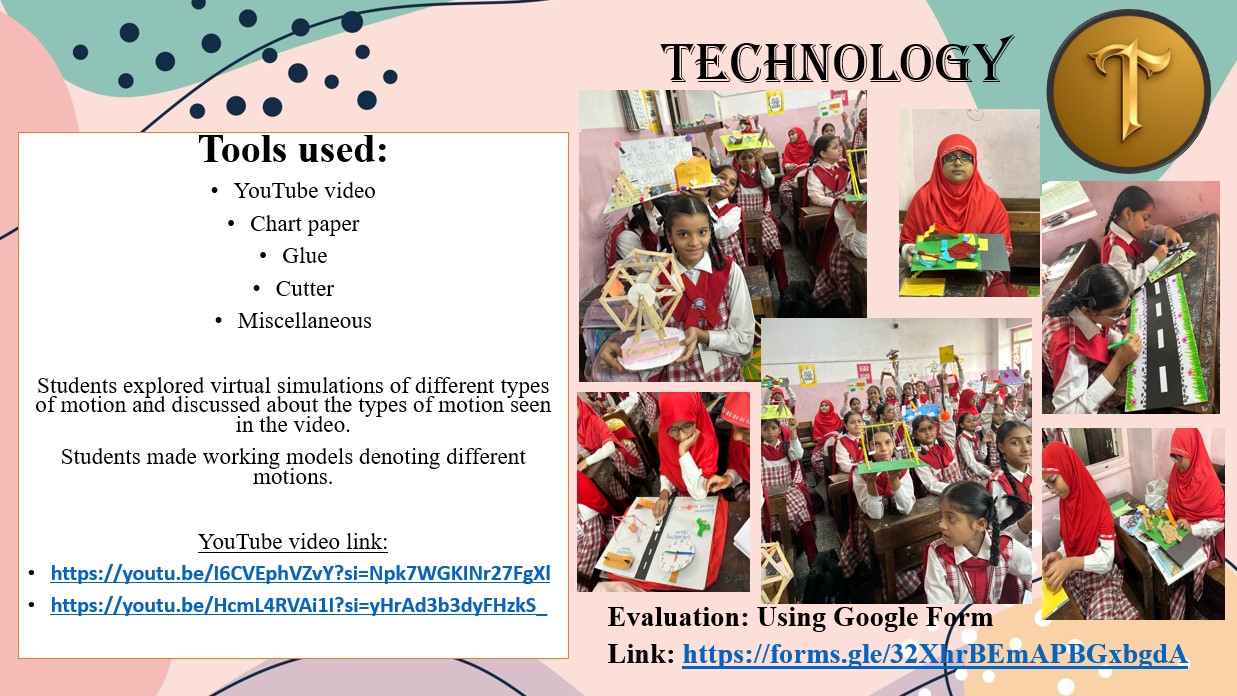 TECHNOLOGY
T
Tools used:
• YouTube video
• Chart paper
• Glue
• Cutter
• Miscellaneous
Students explored virtual simulations of different types
of motion and discussed about the types of motion seen
in the video.
Students made working models denoting different
motions.
YouTube video link:
• https://youtu.be/I6CVEphVZvY?si=Npk7WGKINr27FgXI
• https://youtu.be/HcmL4RVAi1I?si=yHrAd3b3dyFHzkS_
Evaluation: Using Google Form
Link: https://forms.gle/32XhrBEmAPBGxbgdA